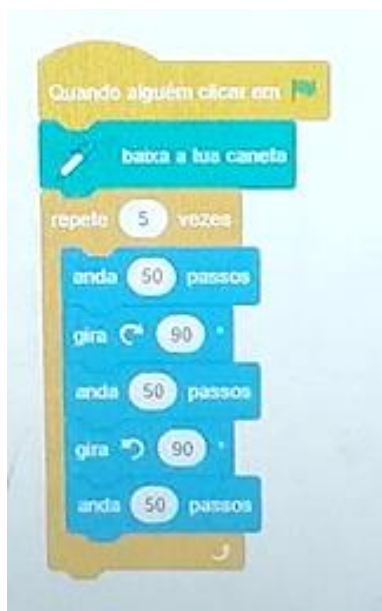 Quando alguém clicar em
baixa a tua caneta
repete 5 vezes
anda 50 passos
gira 90 °
anda 50 passos
gira 90 °
anda 50 passos